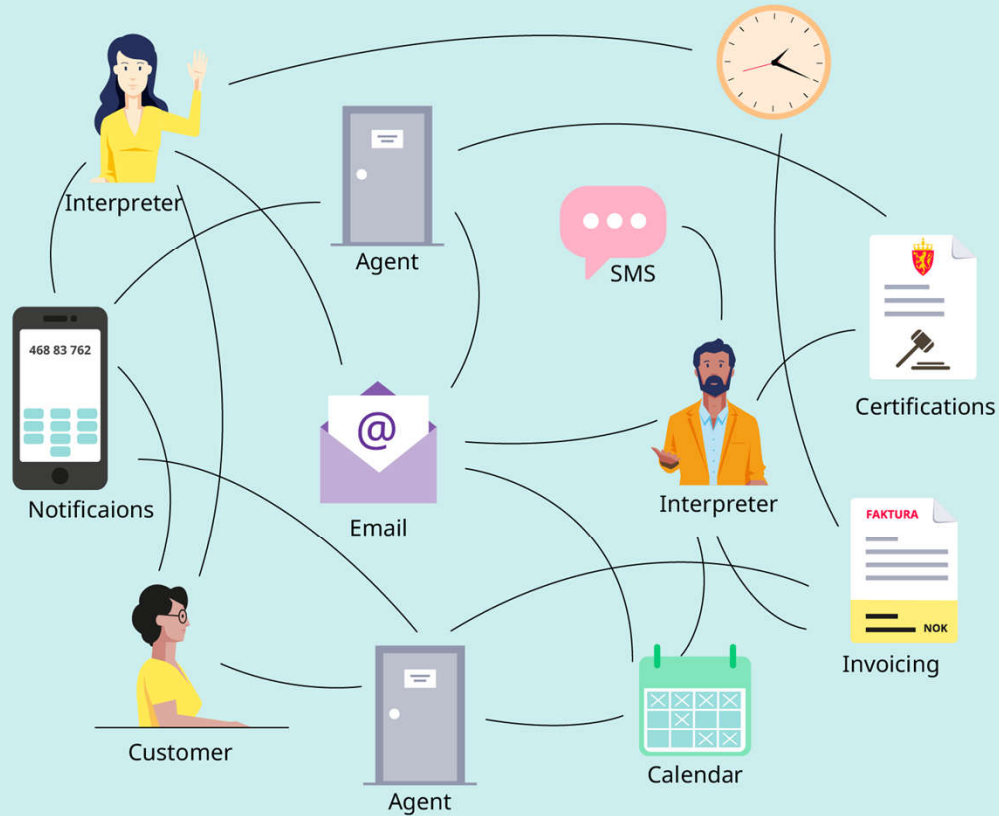 Interpreter
Agent
SMS
468 83 762
Certifications
@
Notificaions
Email
Interpreter
FAKTURA
NOK
Invoicing
Customer
Calendar
Agent